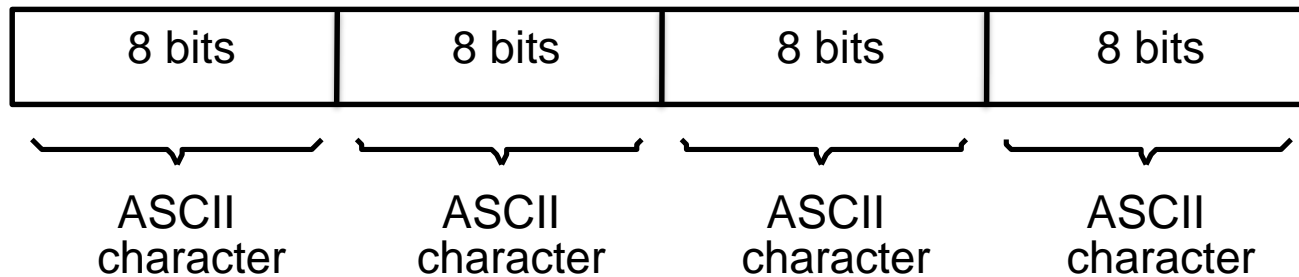 8 bits 8 bits 8 bits 8 bits
ASCII ASCII ASCII ASCII
character character character character